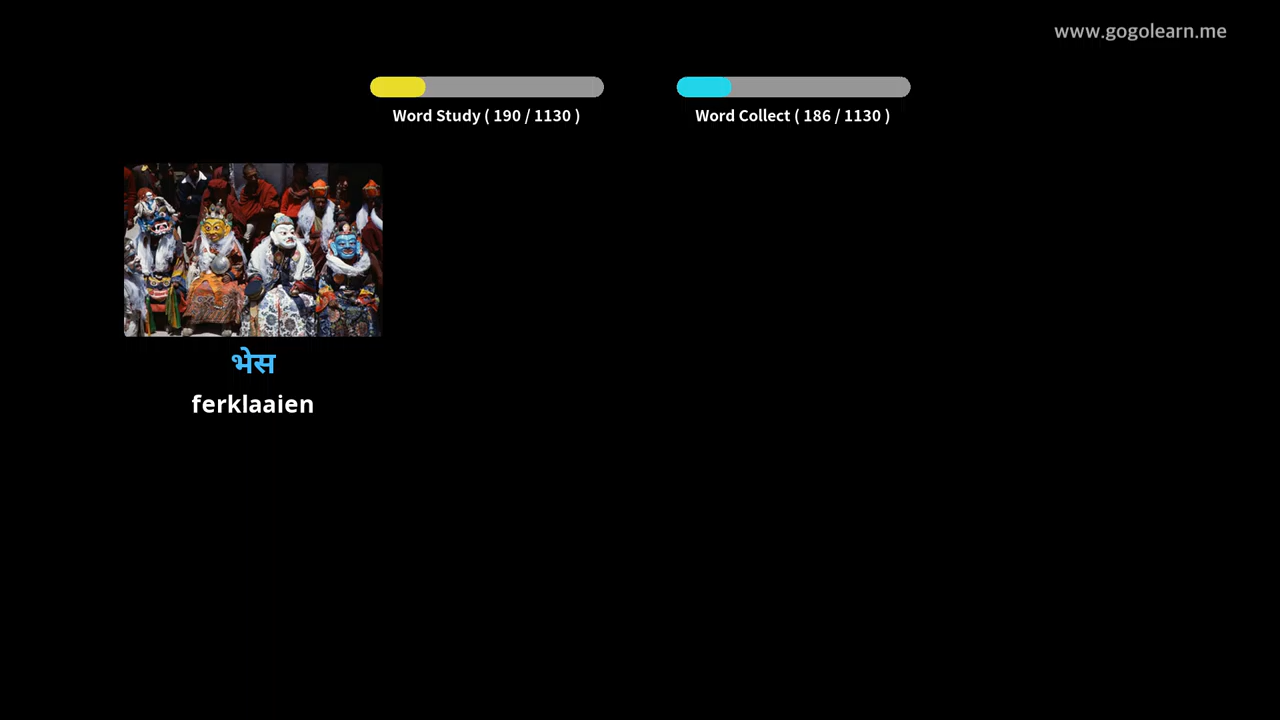 www.gogolearn.me
Word Study ( 190 / 1130 )
Word Collect ( 186 / 1130 )
भेस
ferklaaien